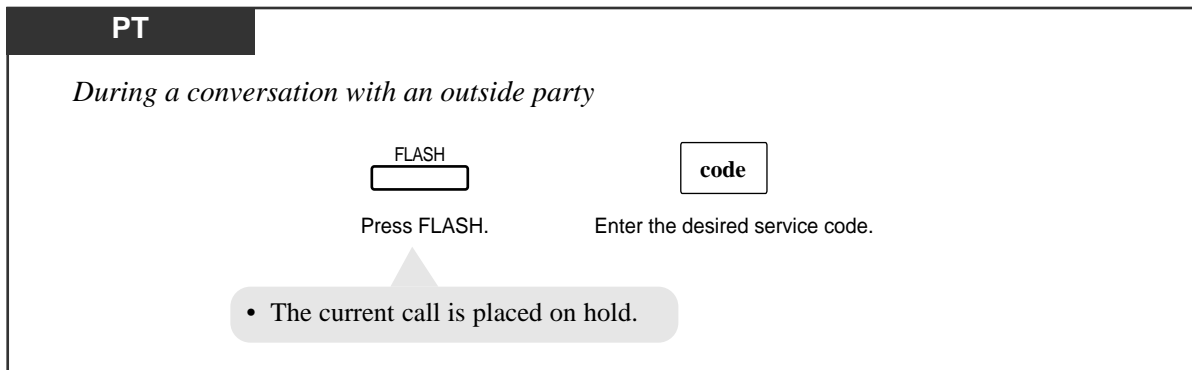 PT
During a conversation with an outside party
FLASH
code
Press FLASH.
Enter the desired service code.
• The current call is placed on hold.